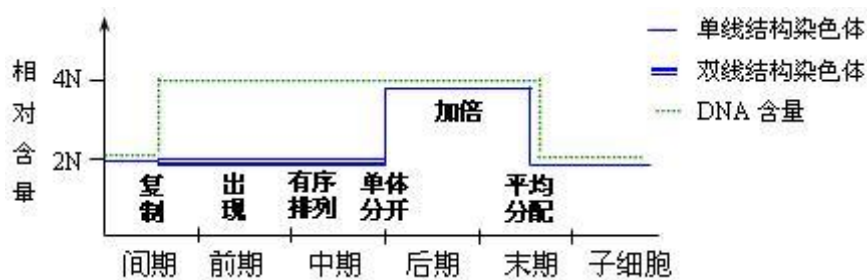 相对含量
4N
2N
单线结构染色体
双线结构染色体
DNA 含量
加倍
复制
出现
有序排列
单体分开
平均分配
间期 前期 中期 后期 末期 子细胞